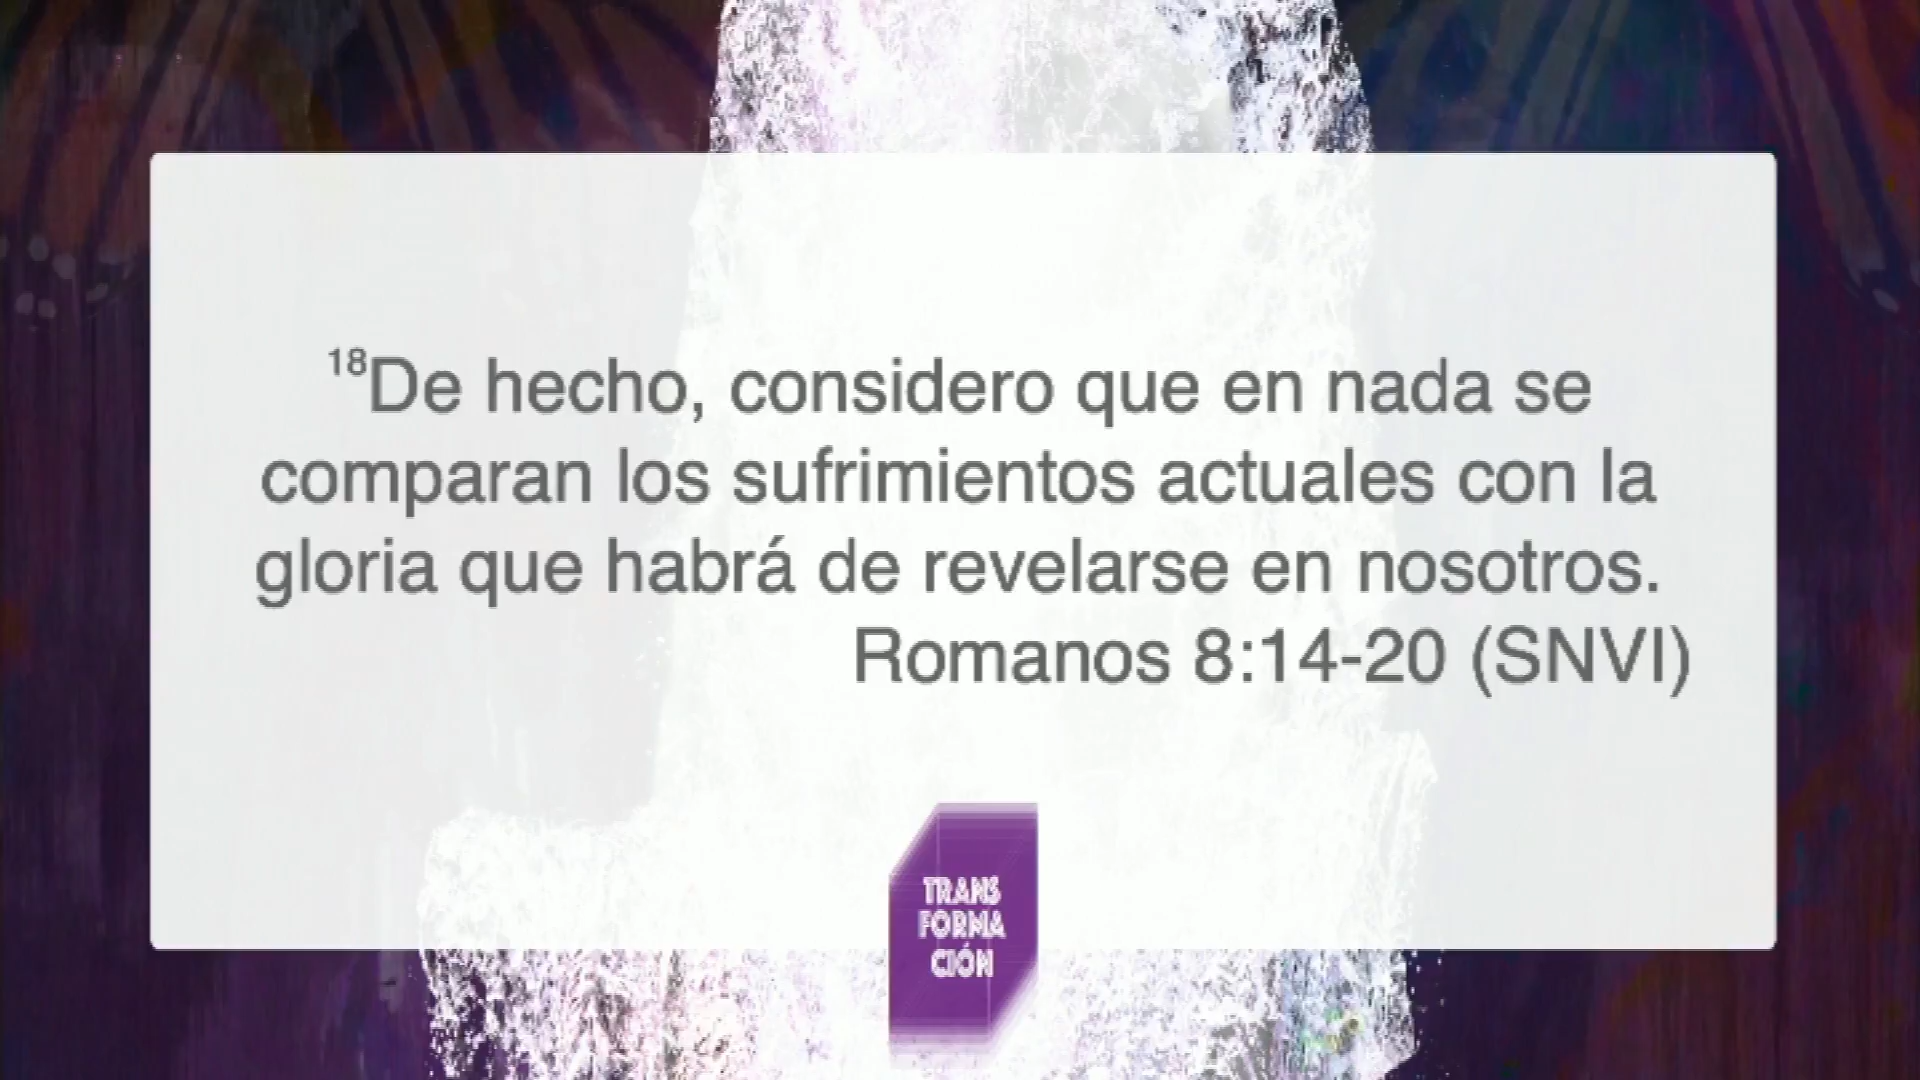 ¹⁸De hecho, considero que en nada se
comparan los sufrimientos actuales con la
gloria que habrá de revelarse en nosotros.
Romanos 8:14-20 (SNVI)
TRANS
FORMA
CIÓN